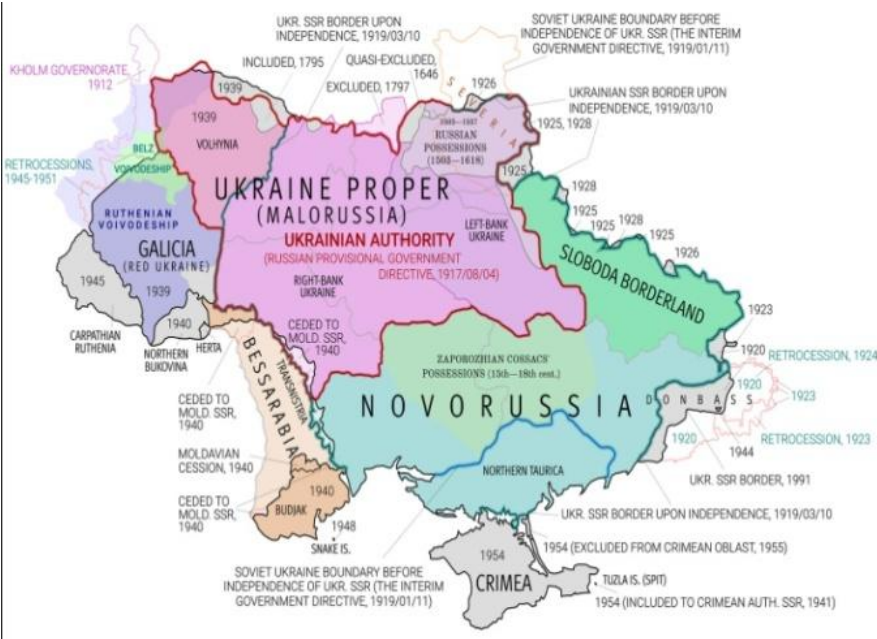 UKR. SSR BORDER UPON
INDEPENDENCE, 1919/03/10
SOVIET UKRAINE BOUNDARY BEFORE
INDEPENDENCE OF UKR. SSR (THE INTERIM
GOVERNMENT DIRECTIVE, 1919/01/11)
KHOLM GOVERNORATE,
1912
INCLUDED, 1795
QUASI-EXCLUDED,
1646
EXCLUDED, 1797
SEVERIA
1926
UKRAINIAN SSR BORDER UPON
INDEPENDENCE, 1919/03/10
1939
1939
VOLHYNIA
RUSSIAN
POSSESSIONS
(1503—1618)
1925, 1928
1925
BELZ
VOIVODESHIP
RETROCESSIONS,
1945-1951
UKRAINE PROPER
(MALORUSSIA)
UKRAINIAN AUTHORITY
(RUSSIAN PROVISIONAL GOVERNMENT
DIRECTIVE, 1917/08/04)
LEFT-BANK
UKRAINE
RIGHT-BANK
UKRAINE
1928
1925
1928
1925
1926
RUTHENIAN
VOIVODESHIP
GALICIA
(RED UKRAINE)
SLOBODA BORDERLAND
1945
1939
1940
1923
1920
CARPATHIAN
RUTHENIA
NORTHERN
BUKOVINA
HERTA
CEDED TO
MOLD. SSR,
1940
BESSARABIA
TRANSNISTRIA
ZAPOROZHIAN COSSACS'
POSSESSIONS (15th—18th cent.)
NOVORUSSIA
DONBASS
RETROCESSION, 1924
1920
1923
1920
RETROCESSION, 1923
1944
UKR. SSR BORDER, 1991
CEDED TO
MOLD. SSR,
1940
MOLDAVIAN
CESSION, 1940
CEDED TO
MOLD. SSR,
1940
1940
BUDJAK
1948
SNAKE IS.
NORTHERN TAURICA
UKR. SSR BORDER UPON INDEPENDENCE, 1919/03/10
1954 (EXCLUDED FROM CRIMEAN OBLAST, 1955)
SOVIET UKRAINE BOUNDARY BEFORE
INDEPENDENCE OF UKR. SSR (THE INTERIM
GOVERNMENT DIRECTIVE, 1919/01/11)
1954
CRIMEA
TUZLA IS. (SPIT)
1954 (INCLUDED TO CRIMEAN AUTH. SSR, 1941)